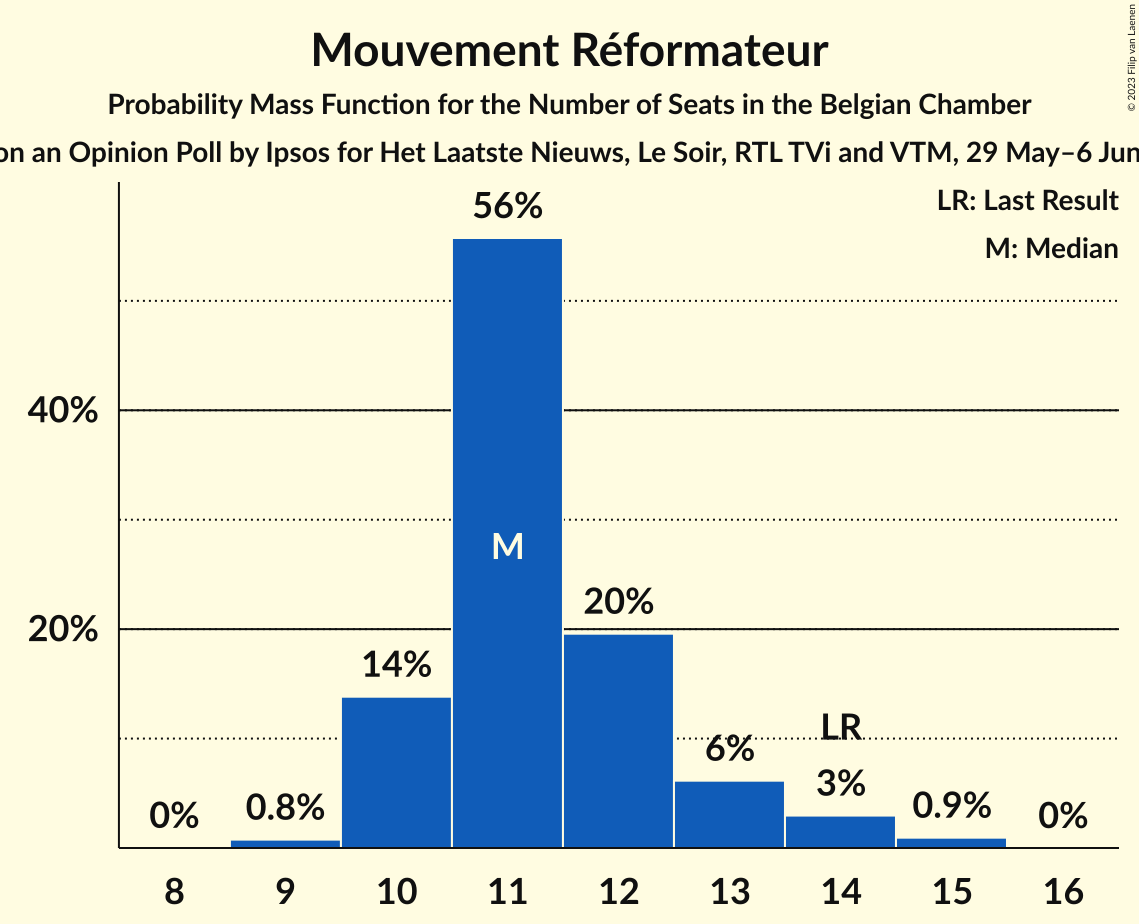 © 2023 Filip van Laenen
Mouvement Réformateur
Probability Mass Function for the Number of Seats in the Belgian Chamber
on an Opinion Poll by Ipsos for Het Laatste Nieuws, Le Soir, RTL TVi and VTM, 29 May–6 Jun
LR: Last Result
M: Median
56%
40%
M
20%
20%
14%
LR
6%
3%
0%
0.8%
0.9%
0%
8 9 10 11 12 13 14 15 16